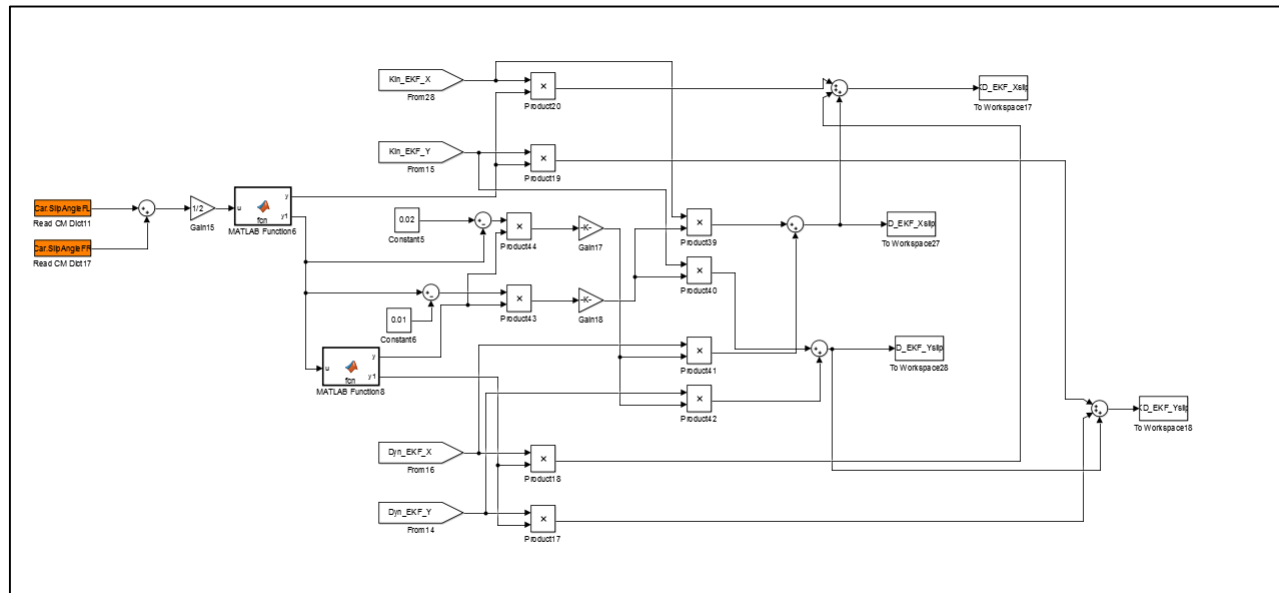 Kin_EKF_X
From28
×
Product20
KD_EKF_Xslip
To Workspace17
Kin_EKF_Y
From15
×
Product19
Car.SlipAngleFL
Read CM Dict11
1/2
Gain15
u
fcn
y
y1
MATLAB Function6
Car.SlipAngleFR
Read CM Dict17
0.02
Constant5
×
Product44
-K-
Gain17
×
Product39
D_EKF_Xslip
To Workspace27
×
Product40
0.01
Constant6
×
Product43
-K-
Gain18
u
fcn
y
y1
MATLAB Function8
×
Product41
D_EKF_Yslip
To Workspace28
×
Product42
KD_EKF_Yslip
To Workspace18
Dyn_EKF_X
From16
×
Product18
Dyn_EKF_Y
From14
×
Product17